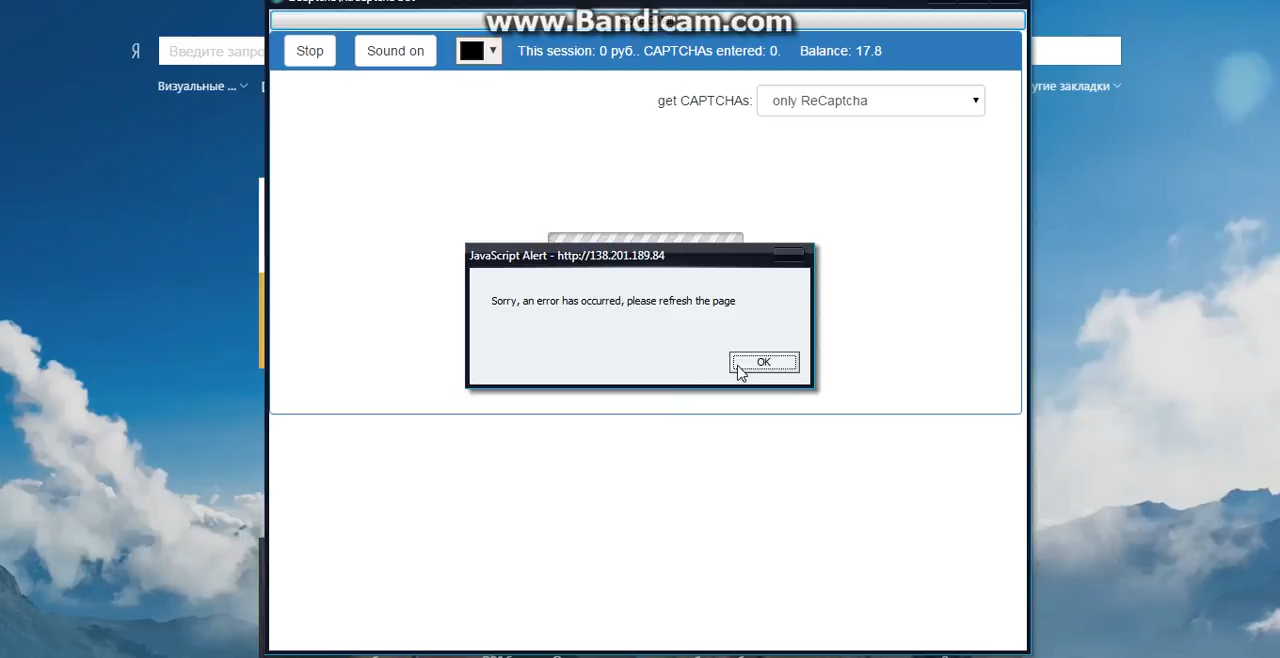 www.Bandicam.com
Я
Введите запро
Stop
Sound on
This session: 0 руб.. CAPTCHAs entered: 0.
Balance: 17.8
Визуальные ...
угие закладки
get CAPTCHAs:
only ReCaptcha
JavaScript Alert - http://138.201.189.84
Sorry, an error has occurred, please refresh the page
OK